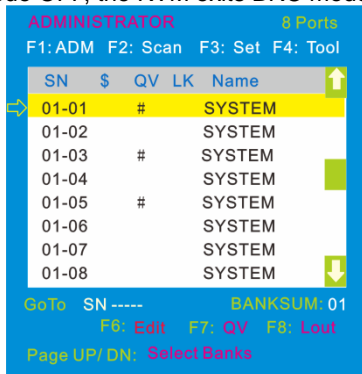 ADMINISTRATOR 8 Ports
F1: ADM F2: Scan F3: Set F4: Tool
SN $ QV LK Name
01-01 # SYSTEM
01-02 SYSTEM
01-03 # SYSTEM
01-04 SYSTEM
01-05 # SYSTEM
01-06 SYSTEM
01-07 SYSTEM
01-08 SYSTEM
GoTo SN ----- BANKSUM: 01
F6: Edit F7: QV F8: Lout
Page UP/ DN: Select Banks